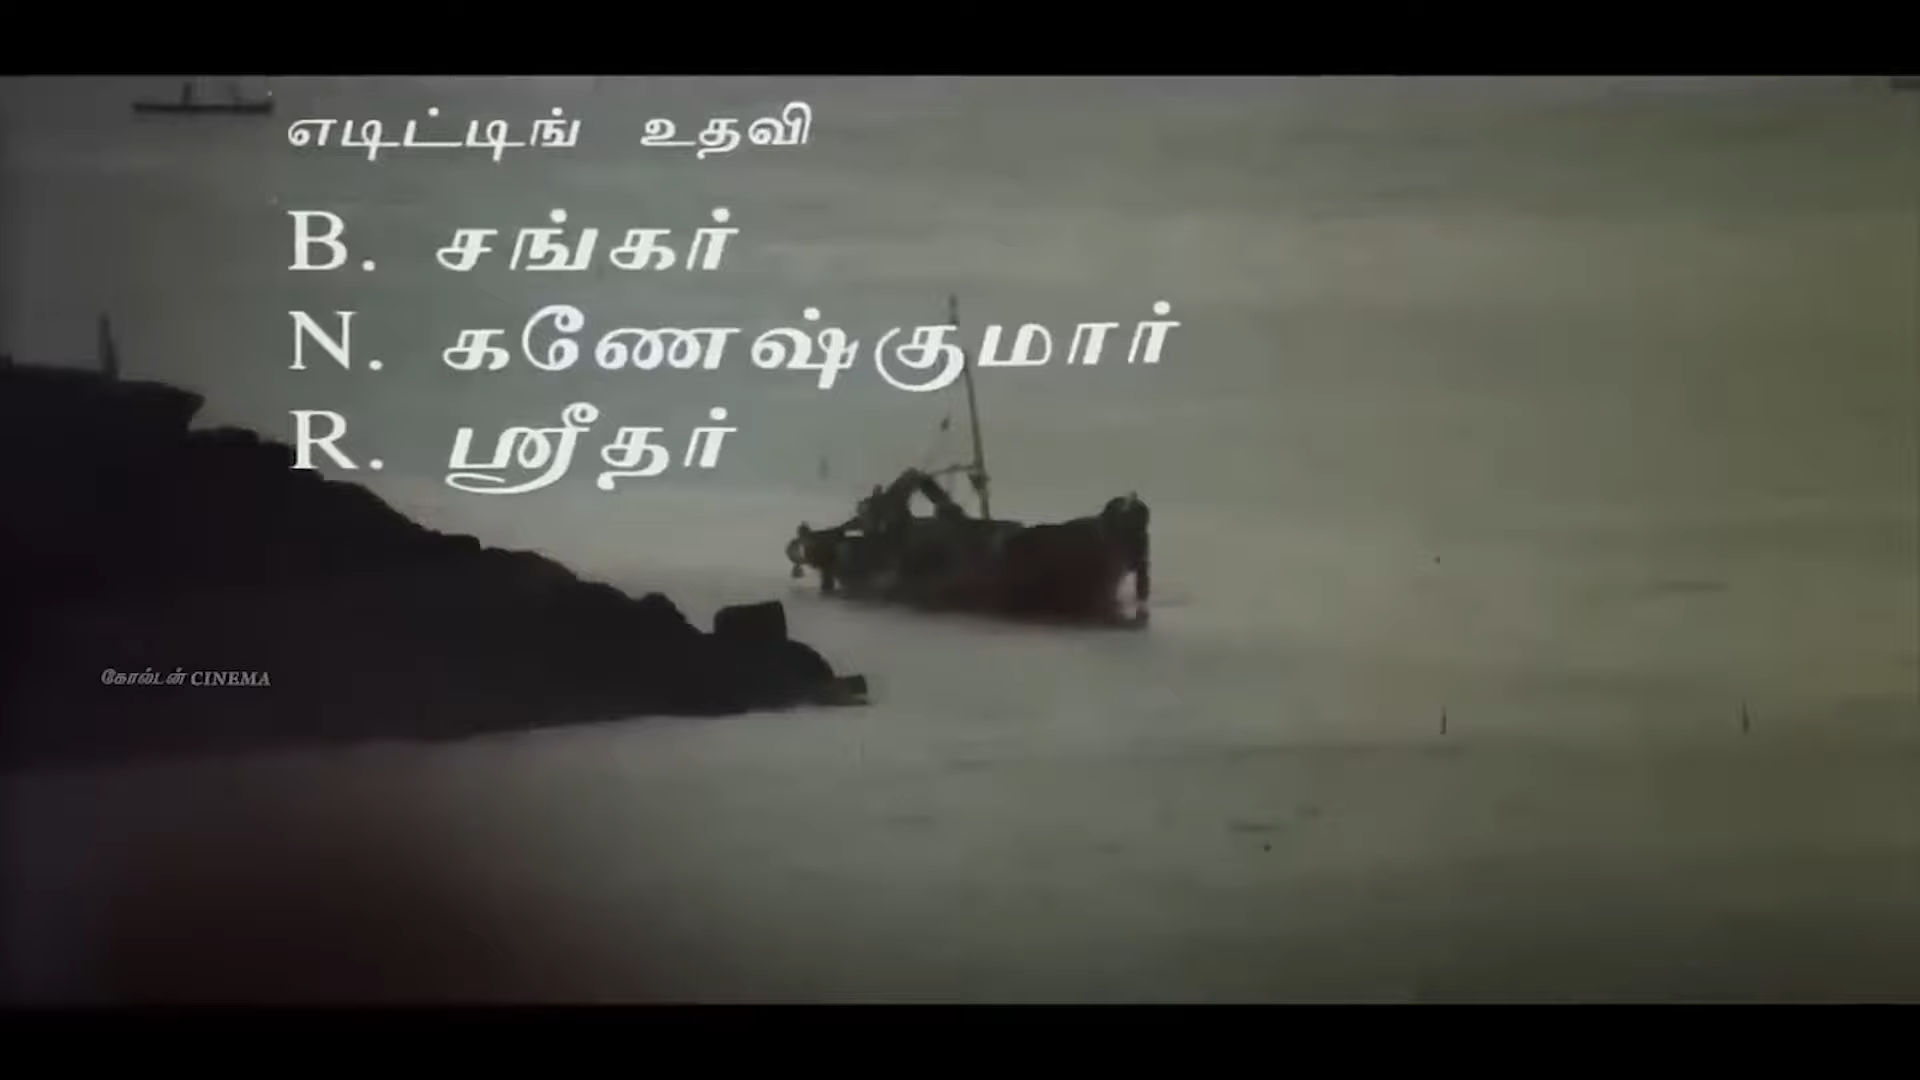 எடிட்டிங் உதவி
B. சங்கர்
N. கணேஷ்குமார்
R. ஸ்ரீதர்
கோல்டன் CINEMA